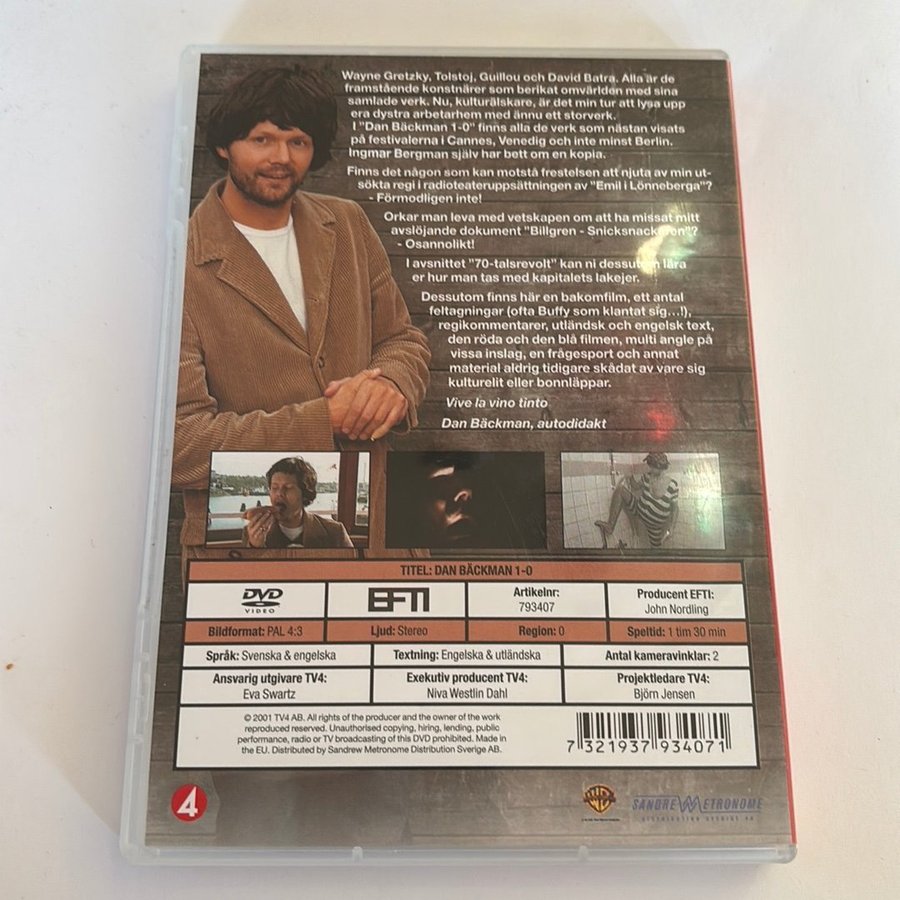 Wayne Gretzky, Tolstoj, Guillou och David Batra. Alla är de
framstående konstnärer som berikat omvärlden med sina
samlade verk. Nu, kulturälskare, är det min tur att lysa upp
era dystra arbetarhem med ännu ett storverk.
I "Dan Bäckman 1-0" finns alla de verk som nästan visats
på festivalerna i Cannes, Venedig och inte minst Berlin.
Ingmar Bergman själv har bett om en kopia.
Finns det någon som kan motstå frestelsen att njuta av min ut-
sökta regi i radioteateruppsättningen av "Emil i Lönneberga"?
- Förmodligen inte!
Orkar man leva med vetskapen om att ha missat mitt
avslöjande dokument "Billgren - Snicksnackaren"?
- Osannolikt!
I avsnittet "70-talsrevolt" kan ni dessutom lära
er hur man tas med kapitalets lakejer.
Dessutom finns här en bakomfilm, ett antal
feltagningar (ofta Buffy som klantat sig...!),
regikommentarer, utländsk och engelsk text,
den röda och den blå filmen, multi angle på
vissa inslag, en frågesport och annat
material aldrig tidigare skådat av vare sig
kulturelit eller bonnläppar.
Vive la vino tinto
Dan Bäckman, autodidakt
TITEL: DAN BÄCKMAN 1-0
DVD VIDEO
EFTI
Artikelnr: 793407
Producent EFTI: John Nordling
Bildformat: PAL 4:3
Ljud: Stereo
Region: 0
Speltid: 1 tim 30 min
Språk: Svenska & engelska
Textning: Engelska & utländska
Antal kameravinklar: 2
Ansvarig utgivare TV4: Eva Swartz
Exekutiv producent TV4: Niva Westlin Dahl
Projektledare TV4: Björn Jensen
© 2001 TV4 AB. All rights of the producer and the owner of the work
reproduced reserved. Unauthorised copying, hiring, lending, public
performance, radio or TV broadcasting of this DVD prohibited. Made in
the EU. Distributed by Sandrew Metronome Distribution Sverige AB.
7 321937 934071
4
WB
SANDREW METRONOME
DISTRIBUTION SVERIGE AB